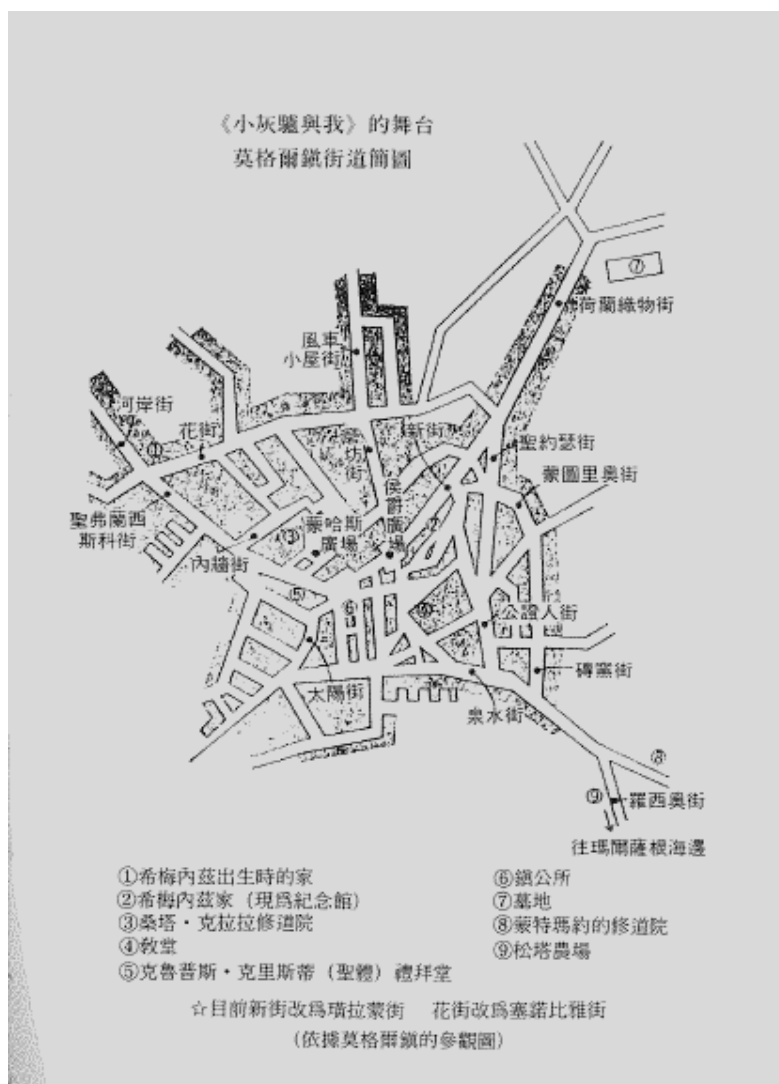 《小灰驢與我》的舞台
莫格爾鎮街道簡圖
⑦
荷蘭織物街
風車
小屋街
河岸街
①
花街
坊
街
新街
聖約瑟街
蒙圖里奧街
侯爵廣場
聖弗蘭西
斯科街
③
蒙哈斯
廣場
內牆街
⑤
⑥
公證人街
太陽街
泉水街
磚窯街
⑧
⑨
羅西奧街
往瑪爾薩根海邊
①希梅內茲出生時的家
②希梅內茲家（現爲紀念館）
③桑塔・克拉拉修道院
④敎堂
⑤克魯普斯・克里斯蒂（聖體）禮拜堂
⑥鎮公所
⑦墓地
⑧蒙特瑪約的修道院
⑨松塔農場
☆目前新街改爲璜拉蒙街　花街改爲塞諾比雅街
(依據莫格爾鎮的參觀圖)